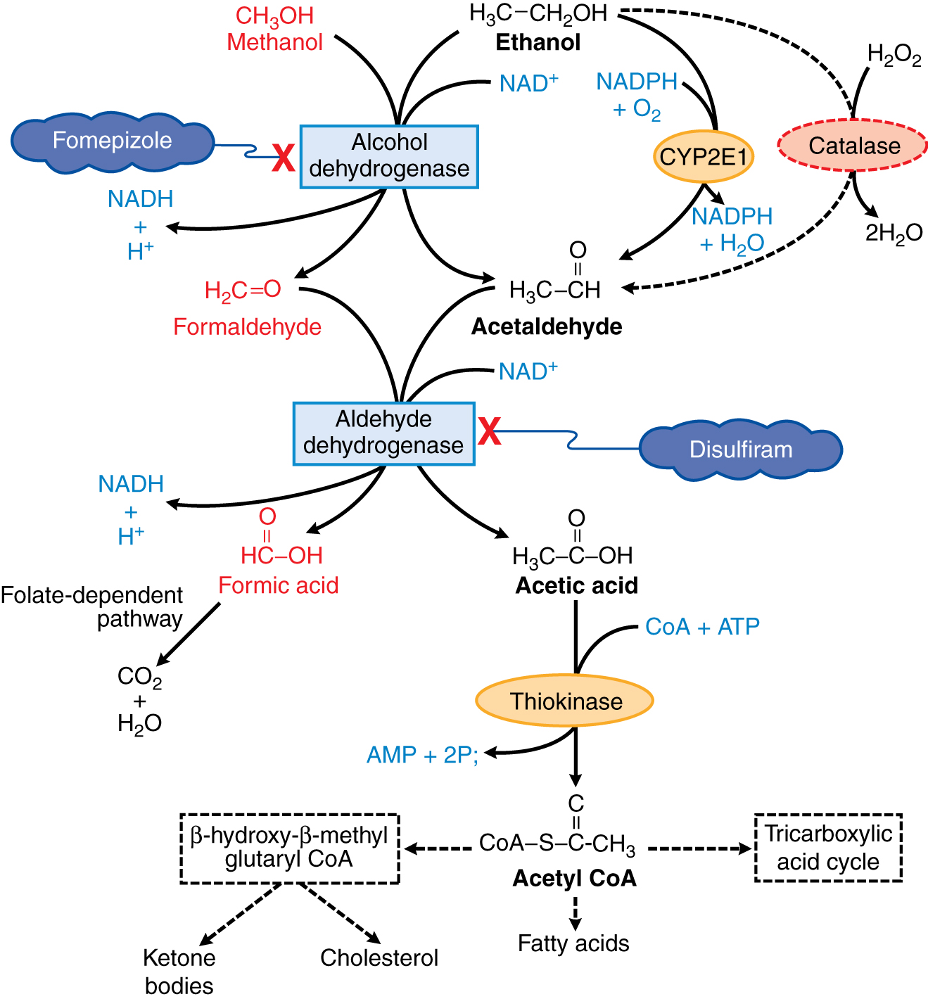 CH₃OH
Methanol
H₃C–CH₂OH
Ethanol
H₂O₂
NAD⁺
NADPH
+ O₂
Fomepizole
Alcohol
dehydrogenase
CYP2E1
Catalase
NADH
+
H⁺
NADPH
+ H₂O
2H₂O
H₂C=O
Formaldehyde
O
H₃C–CH
Acetaldehyde
NAD⁺
Aldehyde
dehydrogenase
Disulfiram
NADH
+
H⁺
O
HC–OH
Formic acid
O
H₃C–C–OH
Acetic acid
Folate-dependent
pathway
CO₂
+
H₂O
CoA + ATP
Thiokinase
AMP + 2P;
β-hydroxy-β-methyl
glutaryl CoA
C
CoA–S–C-CH₃
Acetyl CoA
Tricarboxylic
acid cycle
Fatty acids
Ketone
bodies
Cholesterol